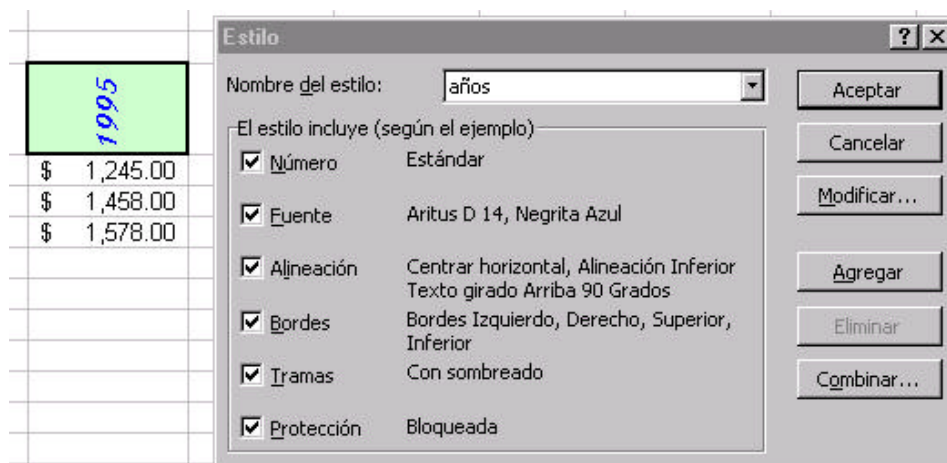 1995
$ 1,245.00
$ 1,458.00
$ 1,578.00
Estilo
Nombre del estilo: años
El estilo incluye (según el ejemplo)
Número Estándar
Fuente Aritus D 14, Negrita Azul
Alineación Centrar horizontal, Alineación Inferior
Texto girado Arriba 90 Grados
Bordes Bordes Izquierdo, Derecho, Superior,
Inferior
Tramas Con sombreado
Protección Bloqueada
Aceptar
Cancelar
Modificar...
Agregar
Eliminar
Combinar...